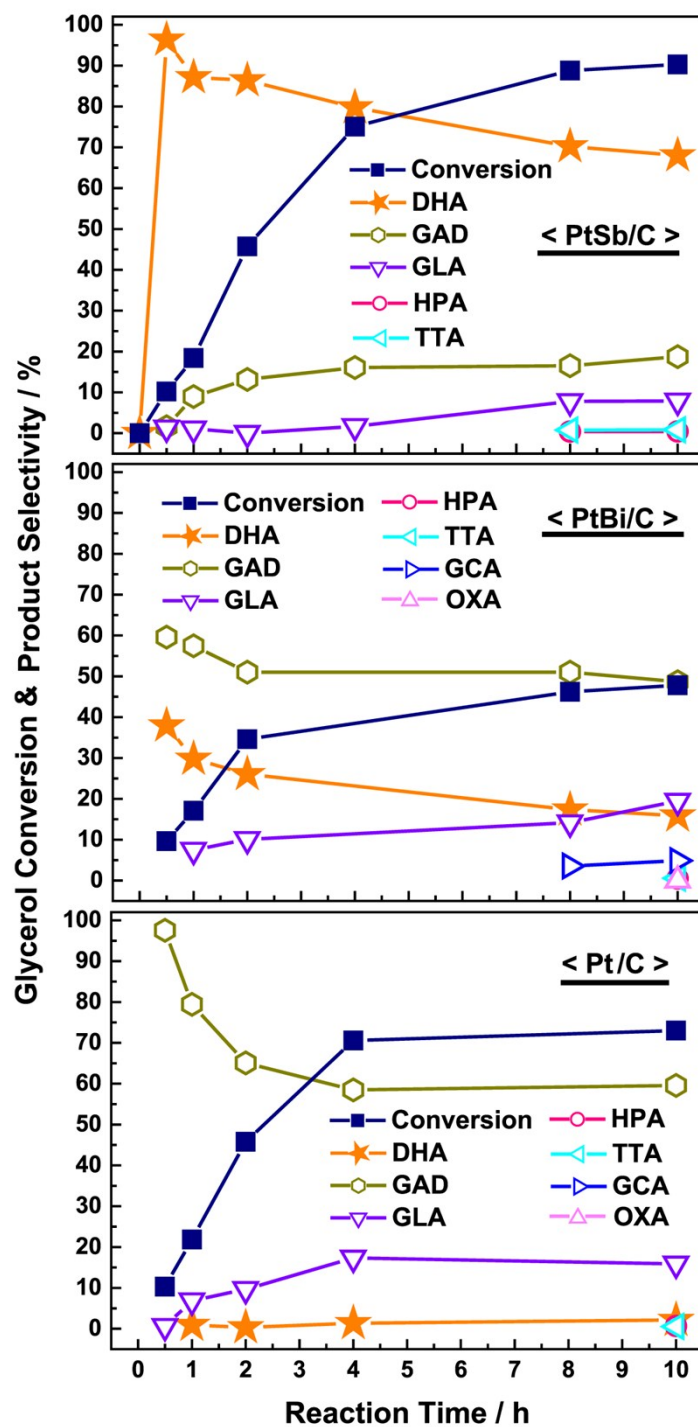 Glycerol Conversion & Product Selectivity / %
100
90
80
70
60
50
40
30
20
10
0
Conversion
DHA
GAD
GLA
HPA
TTA
< PtSb/C >
100
90
80
70
60
50
40
30
20
10
0
Conversion
DHA
GAD
GLA
HPA
TTA
GCA
OXA
< PtBi/C >
100
90
80
70
60
50
40
30
20
10
0
Conversion
DHA
GAD
GLA
HPA
TTA
GCA
OXA
< Pt /C >
0 1 2 3 4 5 6 7 8 9 10
Reaction Time / h